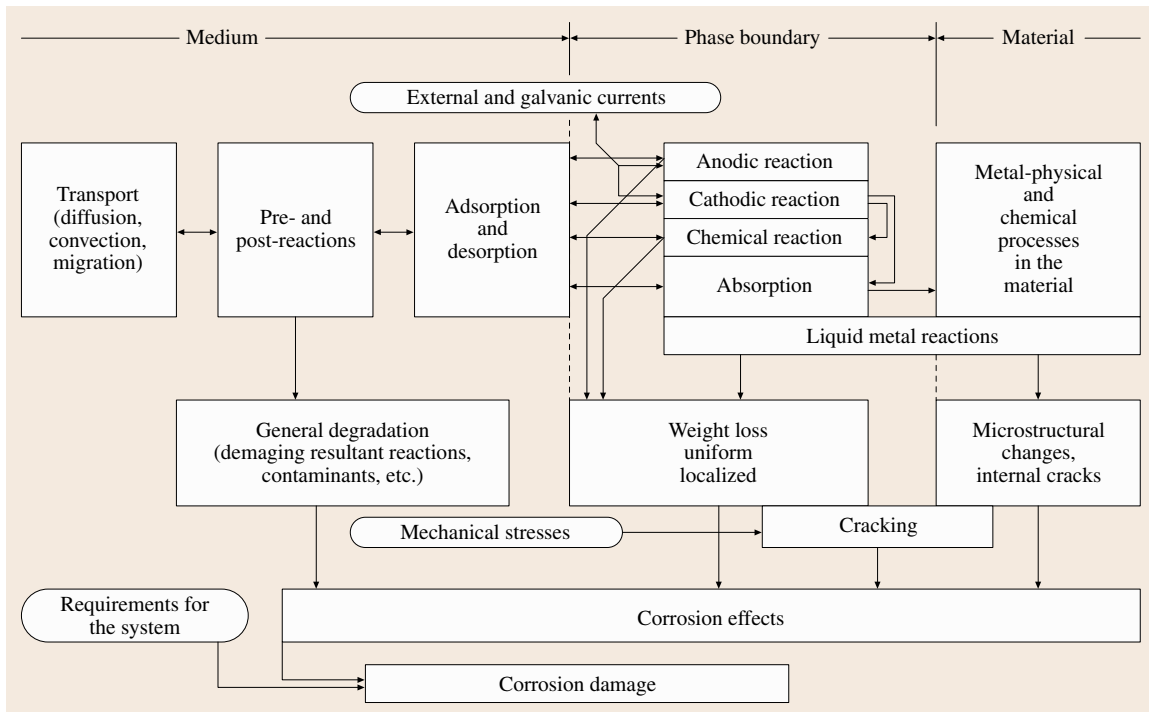 Medium
Phase boundary
Material
External and galvanic currents
Transport
(diffusion,
convection,
migration)
Pre- and
post-reactions
Adsorption
and
desorption
Anodic reaction
Cathodic reaction
Chemical reaction
Absorption
Metal-physical
and
chemical
processes
in the
material
Liquid metal reactions
General degradation
(demaging resultant reactions,
contaminants, etc.)
Weight loss
uniform
localized
Microstructural
changes,
internal cracks
Mechanical stresses
Cracking
Requirements for
the system
Corrosion effects
Corrosion damage